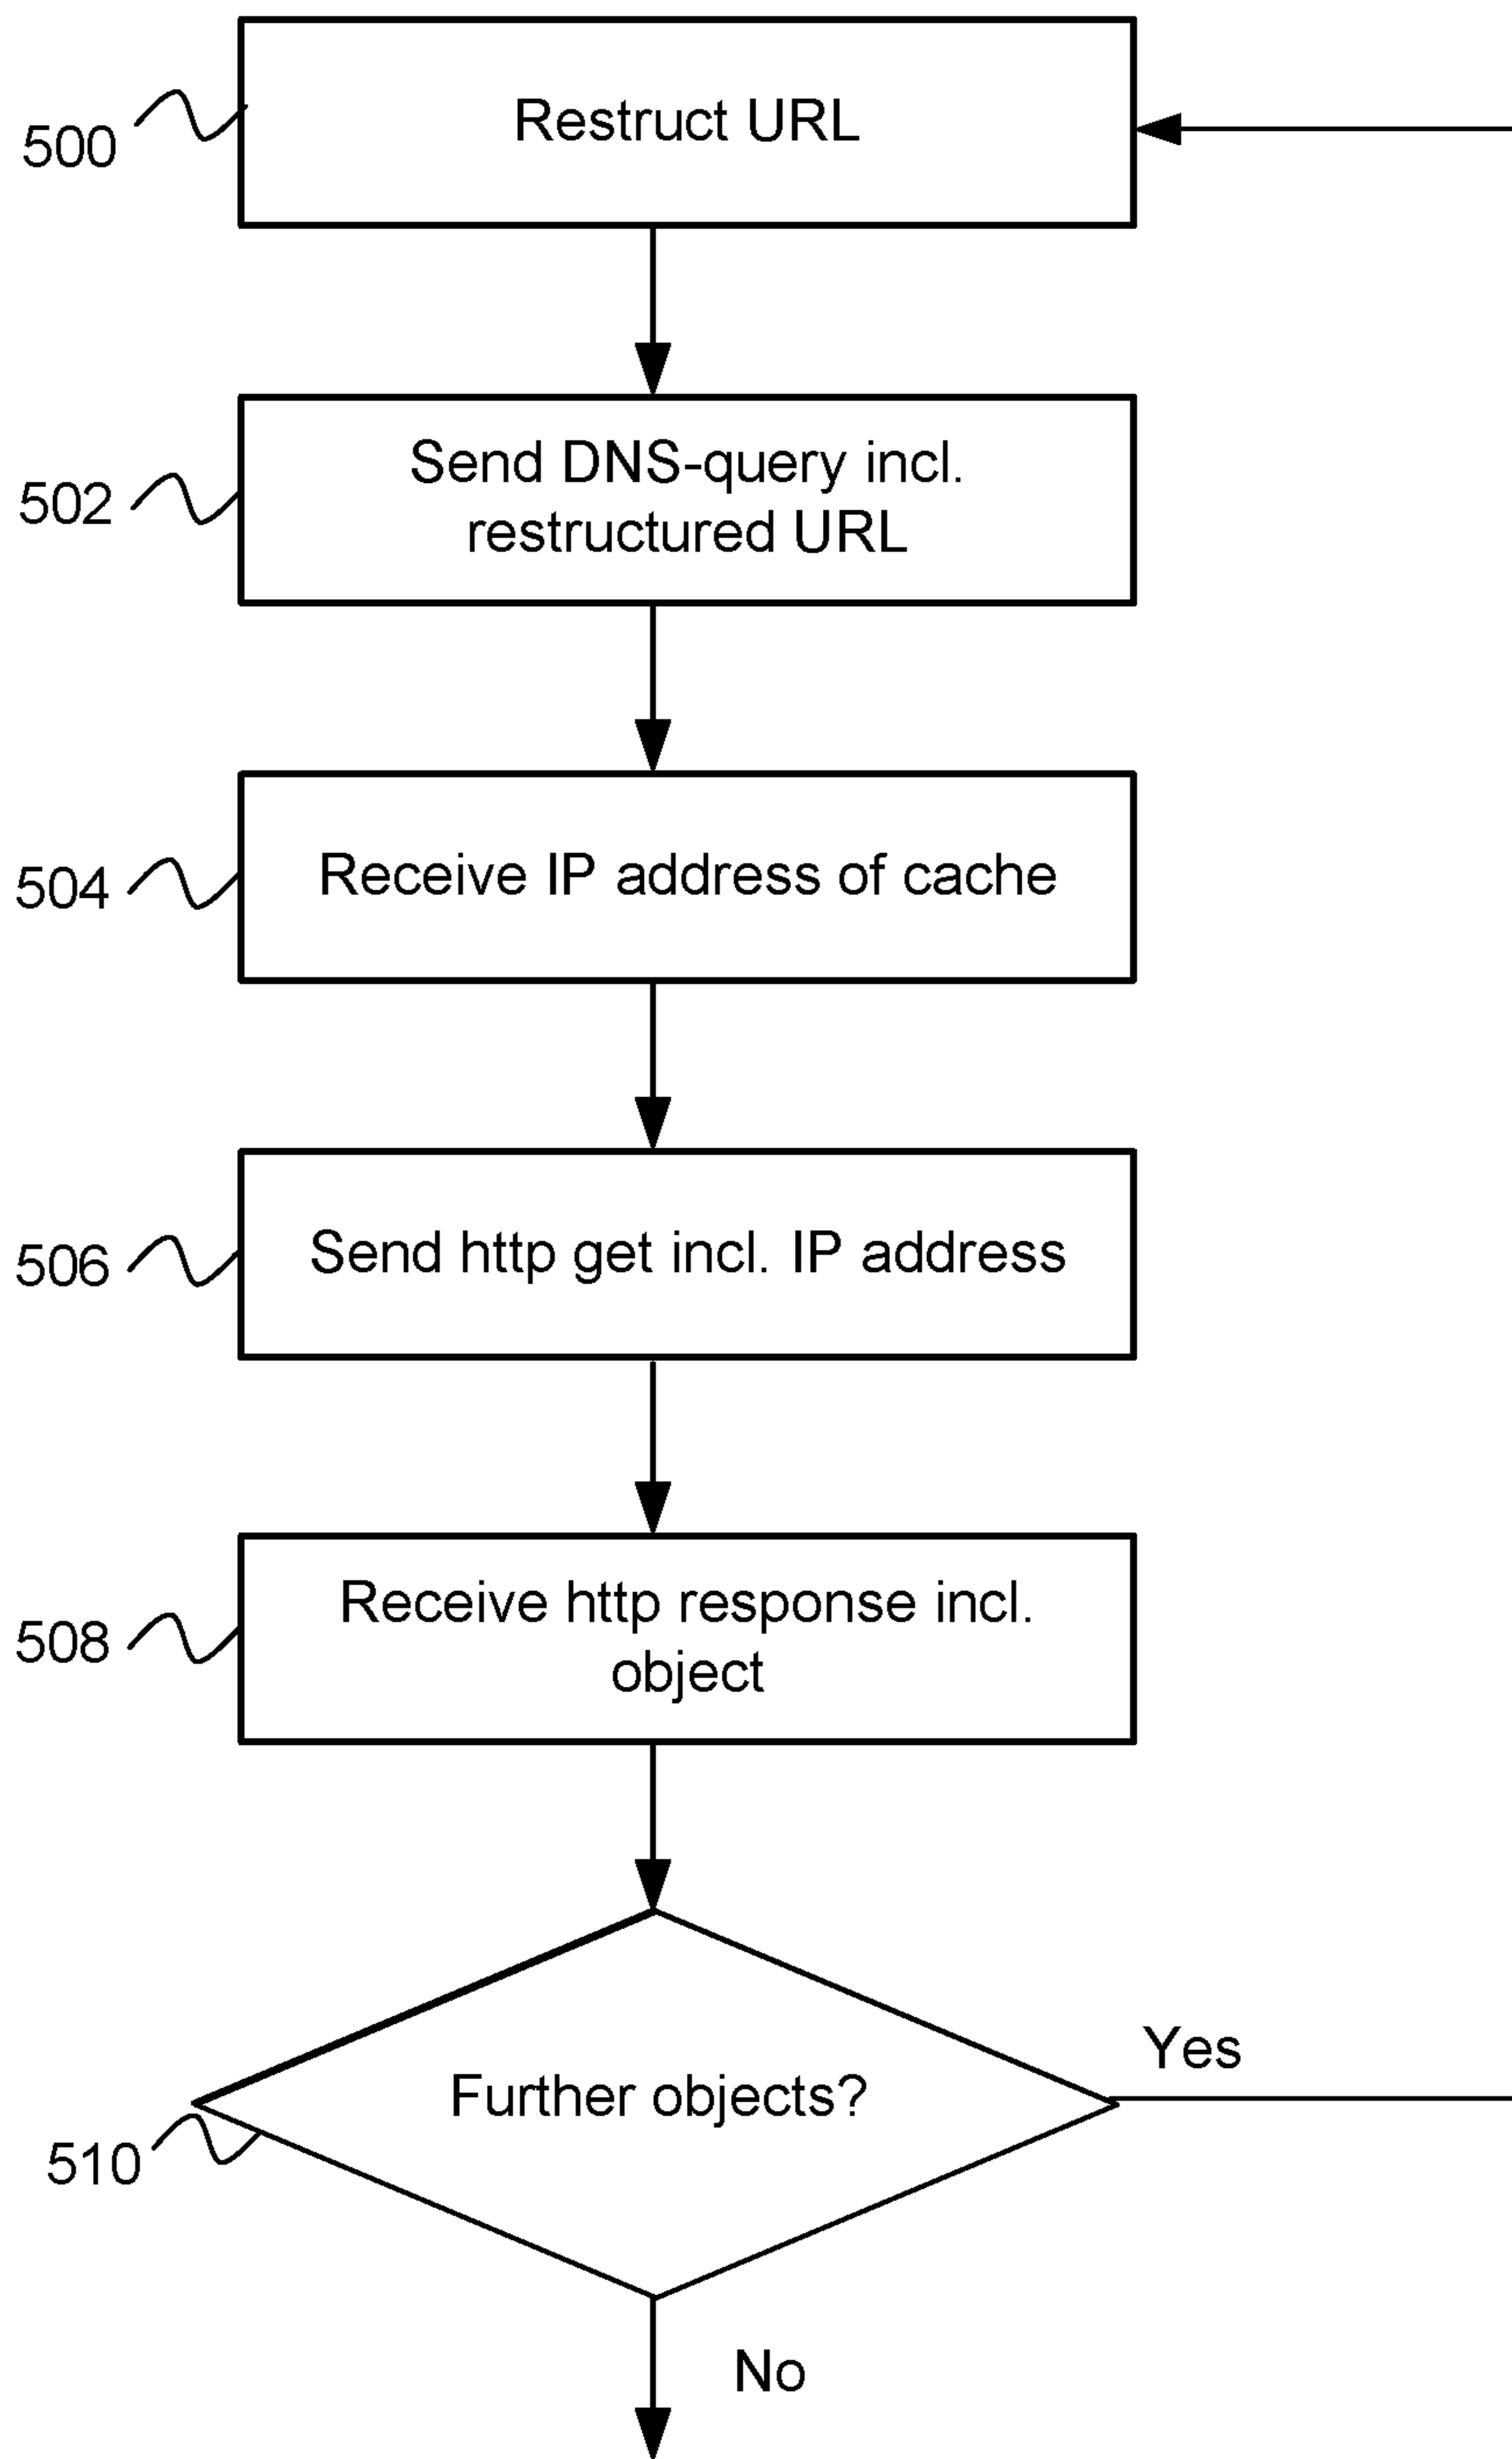 500
Restruct URL
502
Send DNS-query incl.
restructured URL
504
Receive IP address of cache
506
Send http get incl. IP address
508
Receive http response incl.
object
Yes
Further objects?
510
No